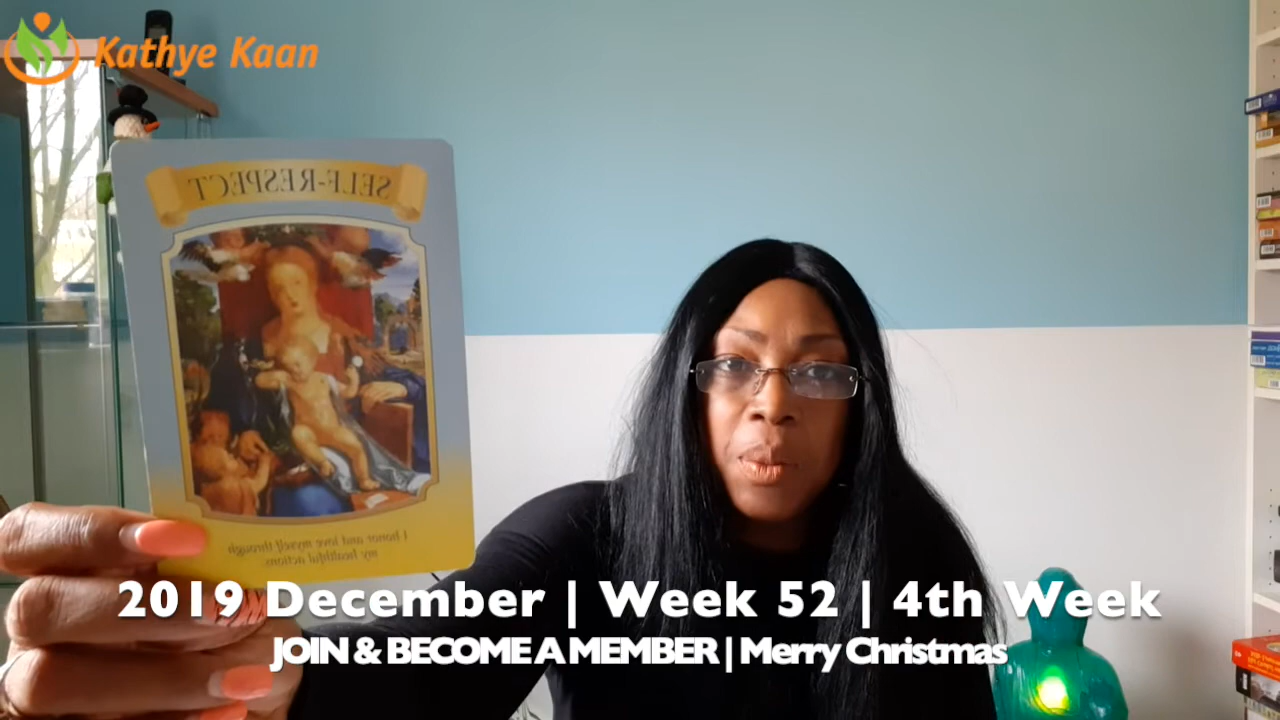 Kathye Kaan
SELF-RESPECT
I honor and love myself through
my healthful actions.
2019 December | Week 52 | 4th Week
JOIN & BECOME A MEMBER | Merry Christmas